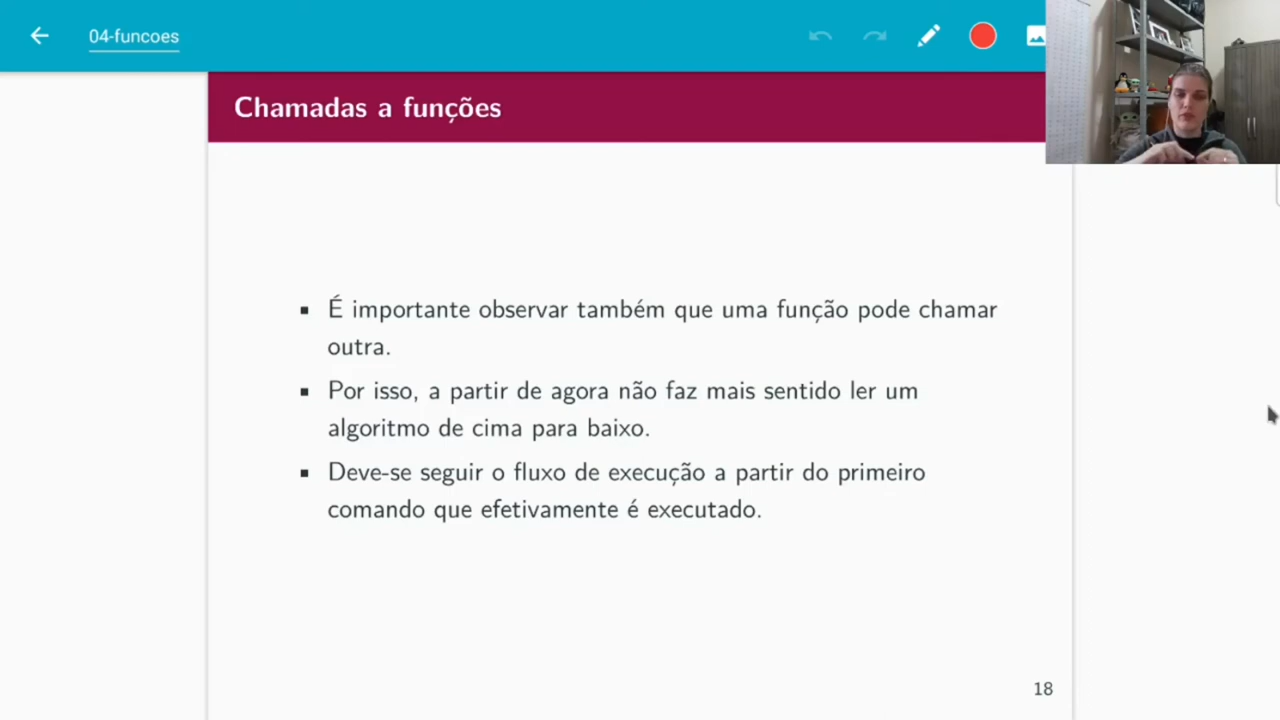 04-funcoes
Chamadas a funções
▪ É importante observar também que uma função pode chamar
outra.
▪ Por isso, a partir de agora não faz mais sentido ler um
algoritmo de cima para baixo.
▪ Deve-se seguir o fluxo de execução a partir do primeiro
comando que efetivamente é executado.
18